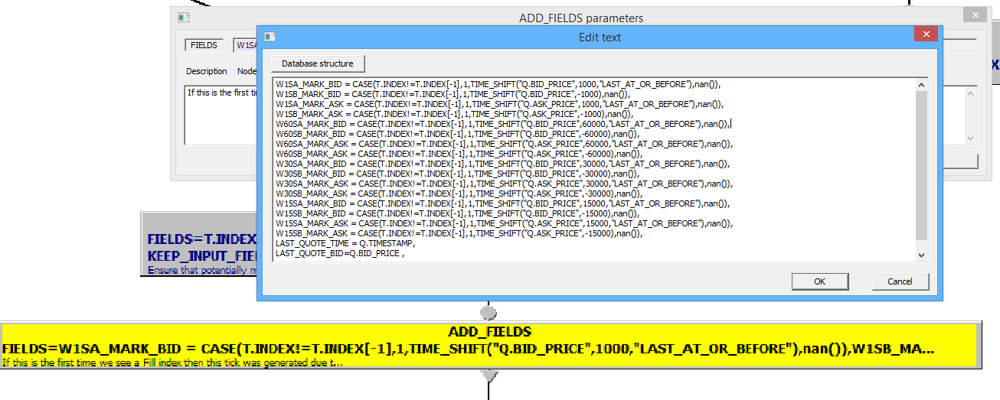 ADD_FIELDS parameters
Edit text
FIELDS
W1SA
Database structure
Description Node
If this is the first ti
W1SA_MARK_BID = CASE(T.INDEX!=T.INDEX[-1],1,TIME_SHIFT("Q.BID_PRICE",1000,"LAST_AT_OR_BEFORE"),nan()),
W1SB_MARK_BID = CASE(T.INDEX!=T.INDEX[-1],1,TIME_SHIFT("Q.BID_PRICE",-1000),nan()),
W1SA_MARK_ASK = CASE(T.INDEX!=T.INDEX[-1],1,TIME_SHIFT("Q.ASK_PRICE",1000,"LAST_AT_OR_BEFORE"),nan()),
W1SB_MARK_ASK = CASE(T.INDEX!=T.INDEX[-1],1,TIME_SHIFT("Q.ASK_PRICE",-1000),nan()),
W60SA_MARK_BID = CASE(T.INDEX!=T.INDEX[-1],1,TIME_SHIFT("Q.BID_PRICE",60000,"LAST_AT_OR_BEFORE"),nan()),
W60SB_MARK_BID = CASE(T.INDEX!=T.INDEX[-1],1,TIME_SHIFT("Q.BID_PRICE",-60000),nan()),
W60SA_MARK_ASK = CASE(T.INDEX!=T.INDEX[-1],1,TIME_SHIFT("Q.ASK_PRICE",60000,"LAST_AT_OR_BEFORE"),nan()),
W60SB_MARK_ASK = CASE(T.INDEX!=T.INDEX[-1],1,TIME_SHIFT("Q.ASK_PRICE",-60000),nan()),
W30SA_MARK_BID = CASE(T.INDEX!=T.INDEX[-1],1,TIME_SHIFT("Q.BID_PRICE",30000,"LAST_AT_OR_BEFORE"),nan()),
W30SB_MARK_BID = CASE(T.INDEX!=T.INDEX[-1],1,TIME_SHIFT("Q.BID_PRICE",-30000),nan()),
W30SA_MARK_ASK = CASE(T.INDEX!=T.INDEX[-1],1,TIME_SHIFT("Q.ASK_PRICE",30000,"LAST_AT_OR_BEFORE"),nan()),
W30SB_MARK_ASK = CASE(T.INDEX!=T.INDEX[-1],1,TIME_SHIFT("Q.ASK_PRICE",-30000),nan()),
W15SA_MARK_BID = CASE(T.INDEX!=T.INDEX[-1],1,TIME_SHIFT("Q.BID_PRICE",15000,"LAST_AT_OR_BEFORE"),nan()),
W15SB_MARK_BID = CASE(T.INDEX!=T.INDEX[-1],1,TIME_SHIFT("Q.BID_PRICE",-15000),nan()),
W15SA_MARK_ASK = CASE(T.INDEX!=T.INDEX[-1],1,TIME_SHIFT("Q.ASK_PRICE",15000,"LAST_AT_OR_BEFORE"),nan()),
W15SB_MARK_ASK = CASE(T.INDEX!=T.INDEX[-1],1,TIME_SHIFT("Q.ASK_PRICE",-15000),nan()),
LAST_QUOTE_TIME = Q.TIMESTAMP,
LAST_QUOTE_BID=Q.BID_PRICE ,
OK Cancel
FIELDS=T.INDEX
KEEP_INPUT_FIE
Ensure that potentially m
ADD_FIELDS
FIELDS=W1SA_MARK_BID = CASE(T.INDEX!=T.INDEX[-1],1,TIME_SHIFT("Q.BID_PRICE",1000,"LAST_AT_OR_BEFORE"),nan()),W1SB_MA...
If this is the first time we see a Fill index then this tick was generated due t...